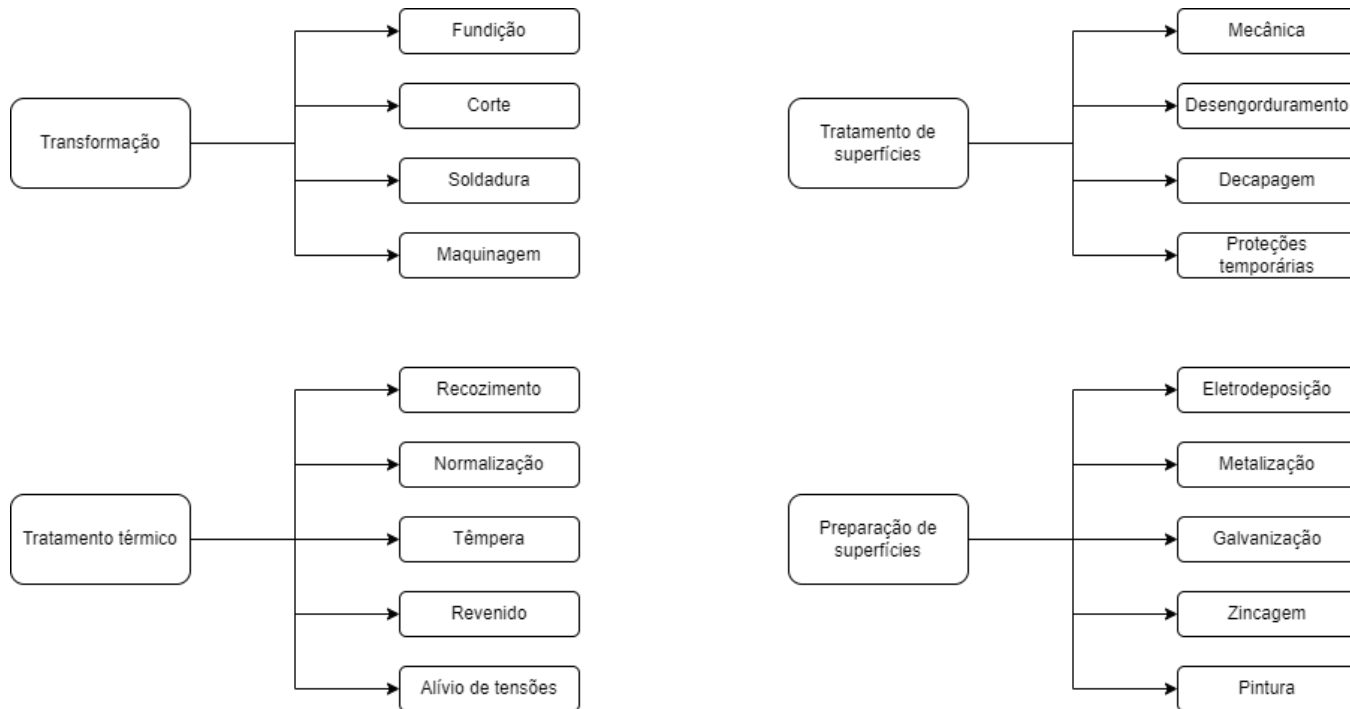 Transformação
Fundição
Corte
Soldadura
Maquinagem
Tratamento de
superfícies
Mecânica
Desengorduramento
Decapagem
Proteções
temporárias
Tratamento térmico
Recozimento
Normalização
Têmpera
Revenido
Alívio de tensões
Preparação de
superfícies
Eletrodeposição
Metalização
Galvanização
Zincagem
Pintura